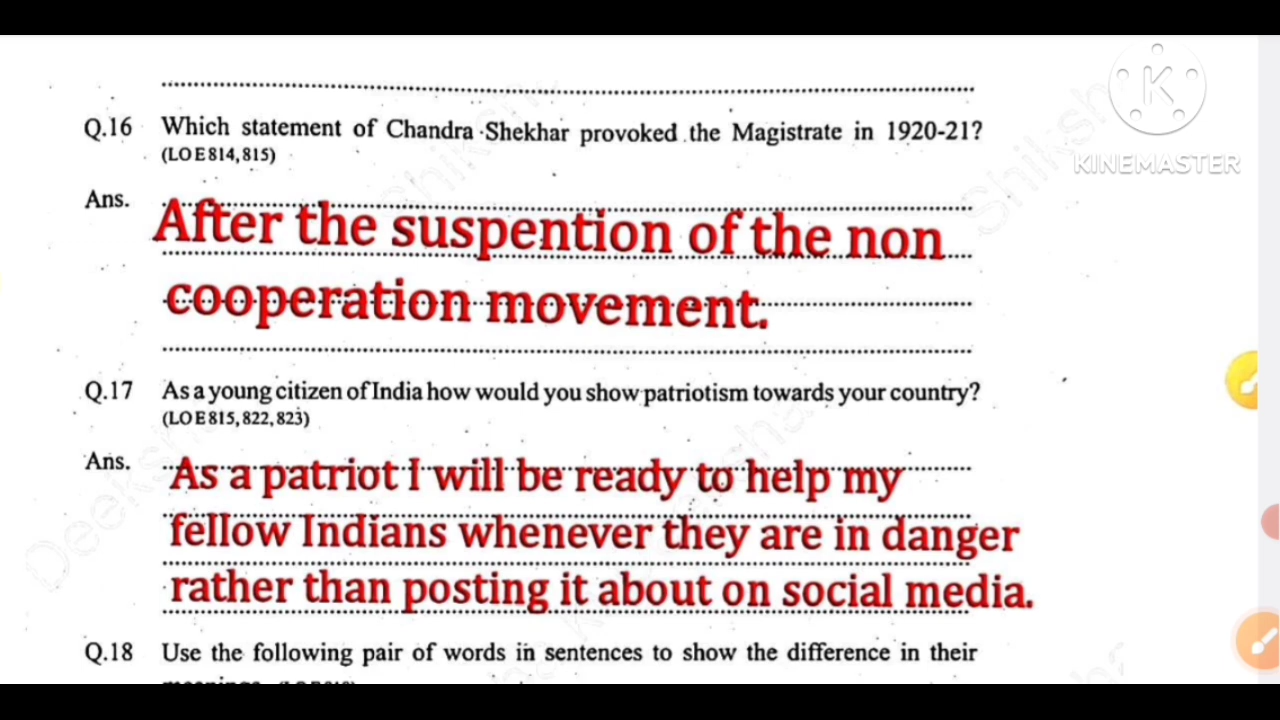 Q.16 Which statement of Chandra Shekhar provoked the Magistrate in 1920-21?
(LO E 814, 815)
KINEMASTER
Ans.
After the suspention of the non
cooperation movement.
Q.17 As a young citizen of India how would you show patriotism towards your country?
(LO E 815, 822, 823)
Ans.
As a patriot I will be ready to help my
fellow Indians whenever they are in danger
rather than posting it about on social media.
Q.18 Use the following pair of words in sentences to show the difference in their